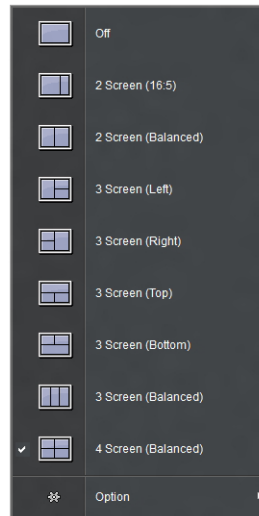 Off
2 Screen (16:5)
2 Screen (Balanced)
3 Screen (Left)
3 Screen (Right)
3 Screen (Top)
3 Screen (Bottom)
3 Screen (Balanced)
4 Screen (Balanced)
Option